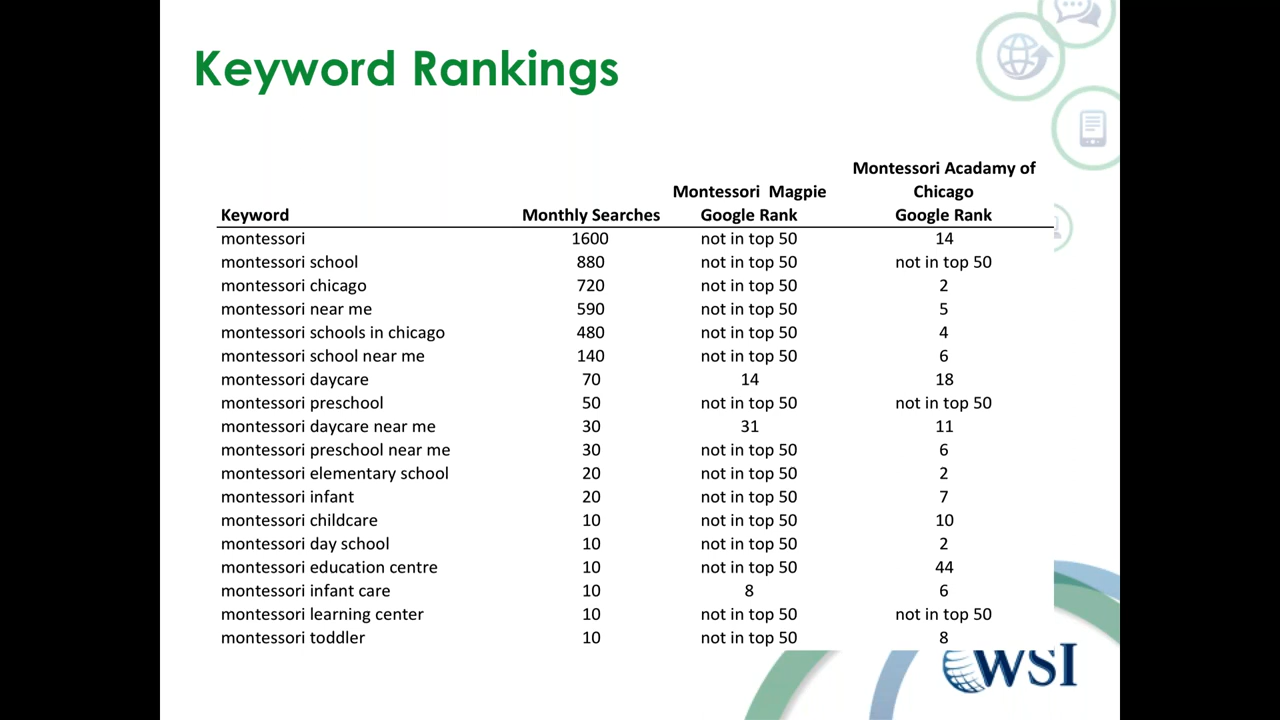 Keyword Rankings
Montessori Acadamy of
Montessori Magpie Chicago
Keyword Monthly Searches Google Rank Google Rank
montessori 1600 not in top 50 14
montessori school 880 not in top 50 not in top 50
montessori chicago 720 not in top 50 2
montessori near me 590 not in top 50 5
montessori schools in chicago 480 not in top 50 4
montessori school near me 140 not in top 50 6
montessori daycare 70 14 18
montessori preschool 50 not in top 50 not in top 50
montessori daycare near me 30 31 11
montessori preschool near me 30 not in top 50 6
montessori elementary school 20 not in top 50 2
montessori infant 20 not in top 50 7
montessori childcare 10 not in top 50 10
montessori day school 10 not in top 50 2
montessori education centre 10 not in top 50 44
montessori infant care 10 8 6
montessori learning center 10 not in top 50 not in top 50
montessori toddler 10 not in top 50 8
WSI